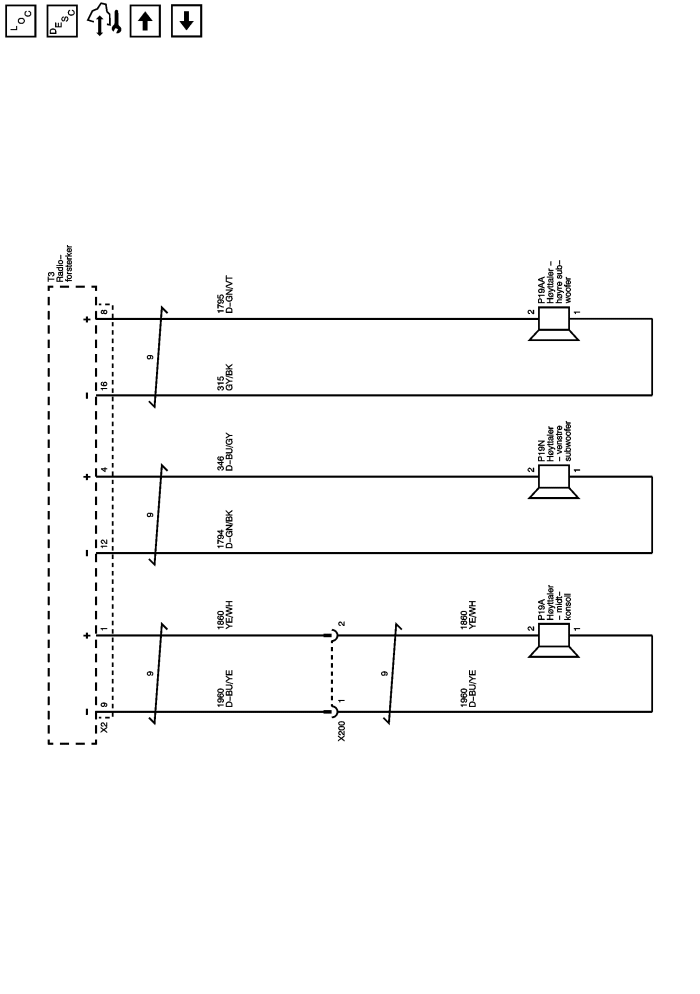 LOC
DESC
T3
Radio–
forsterker
X2
9
–
1
+
12
–
4
+
16
–
8
+
9
9
9
1960
D–BU/YE
1860
YE/WH
1794
D–GN/BK
346
D–BU/GY
315
GY/BK
1795
D–GN/VT
X200
1
2
9
1960
D–BU/YE
1860
YE/WH
2
P19A
Høyttaler
– midt–
konsoll
1
2
P19N
Høyttaler
– venstre
subwoofer
1
2
P19AA
Høyttaler –
høyre sub–
woofer
1